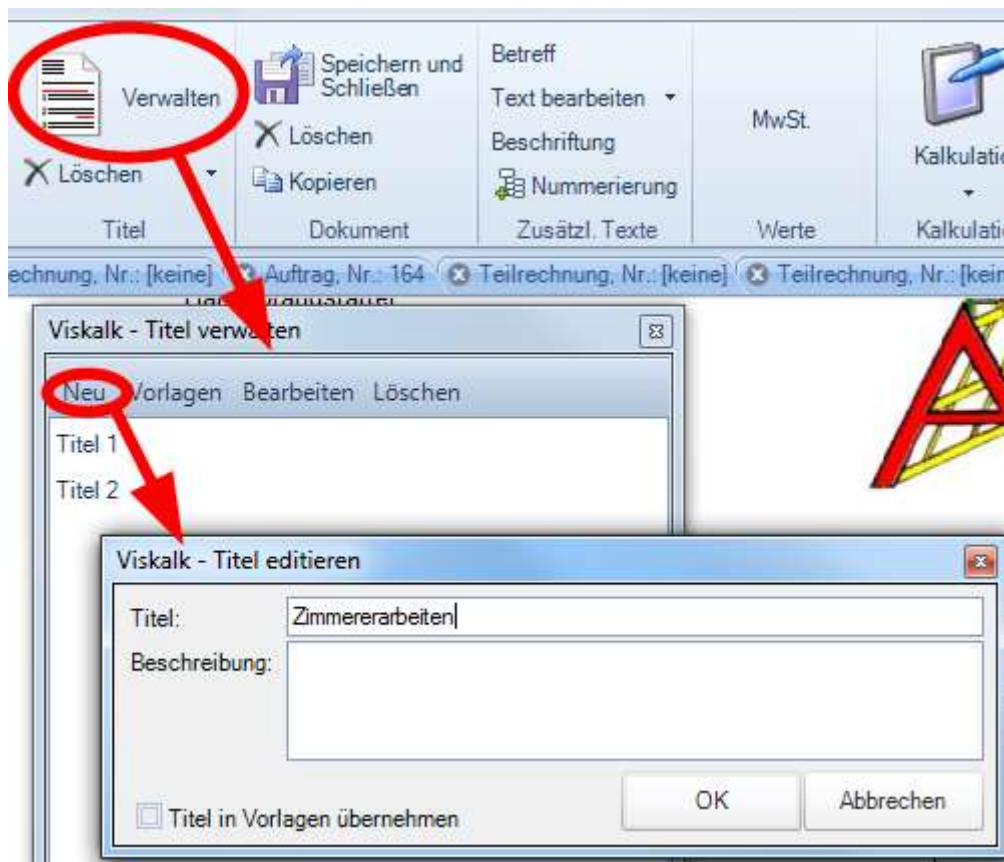 Verwalten
Löschen
Titel
Speichern und
Schließen
Löschen
Kopieren
Dokument
Betreff
Text bearbeiten
Beschriftung
Nummerierung
Zusätzl. Texte
MwSt.
Werte
Kalkulatio
Kalkulatio
echnung, Nr.: [keine] Auftrag, Nr.: 164 Teilrechnung, Nr.: [keine] Teilrechnung, Nr.: [kein
Viskalk - Titel verwalten
Neu Vorlagen Bearbeiten Löschen
Titel 1
Titel 2
Viskalk - Titel editieren
Titel: Zimmererarbeiten
Beschreibung:
Titel in Vorlagen übernehmen
OK Abbrechen